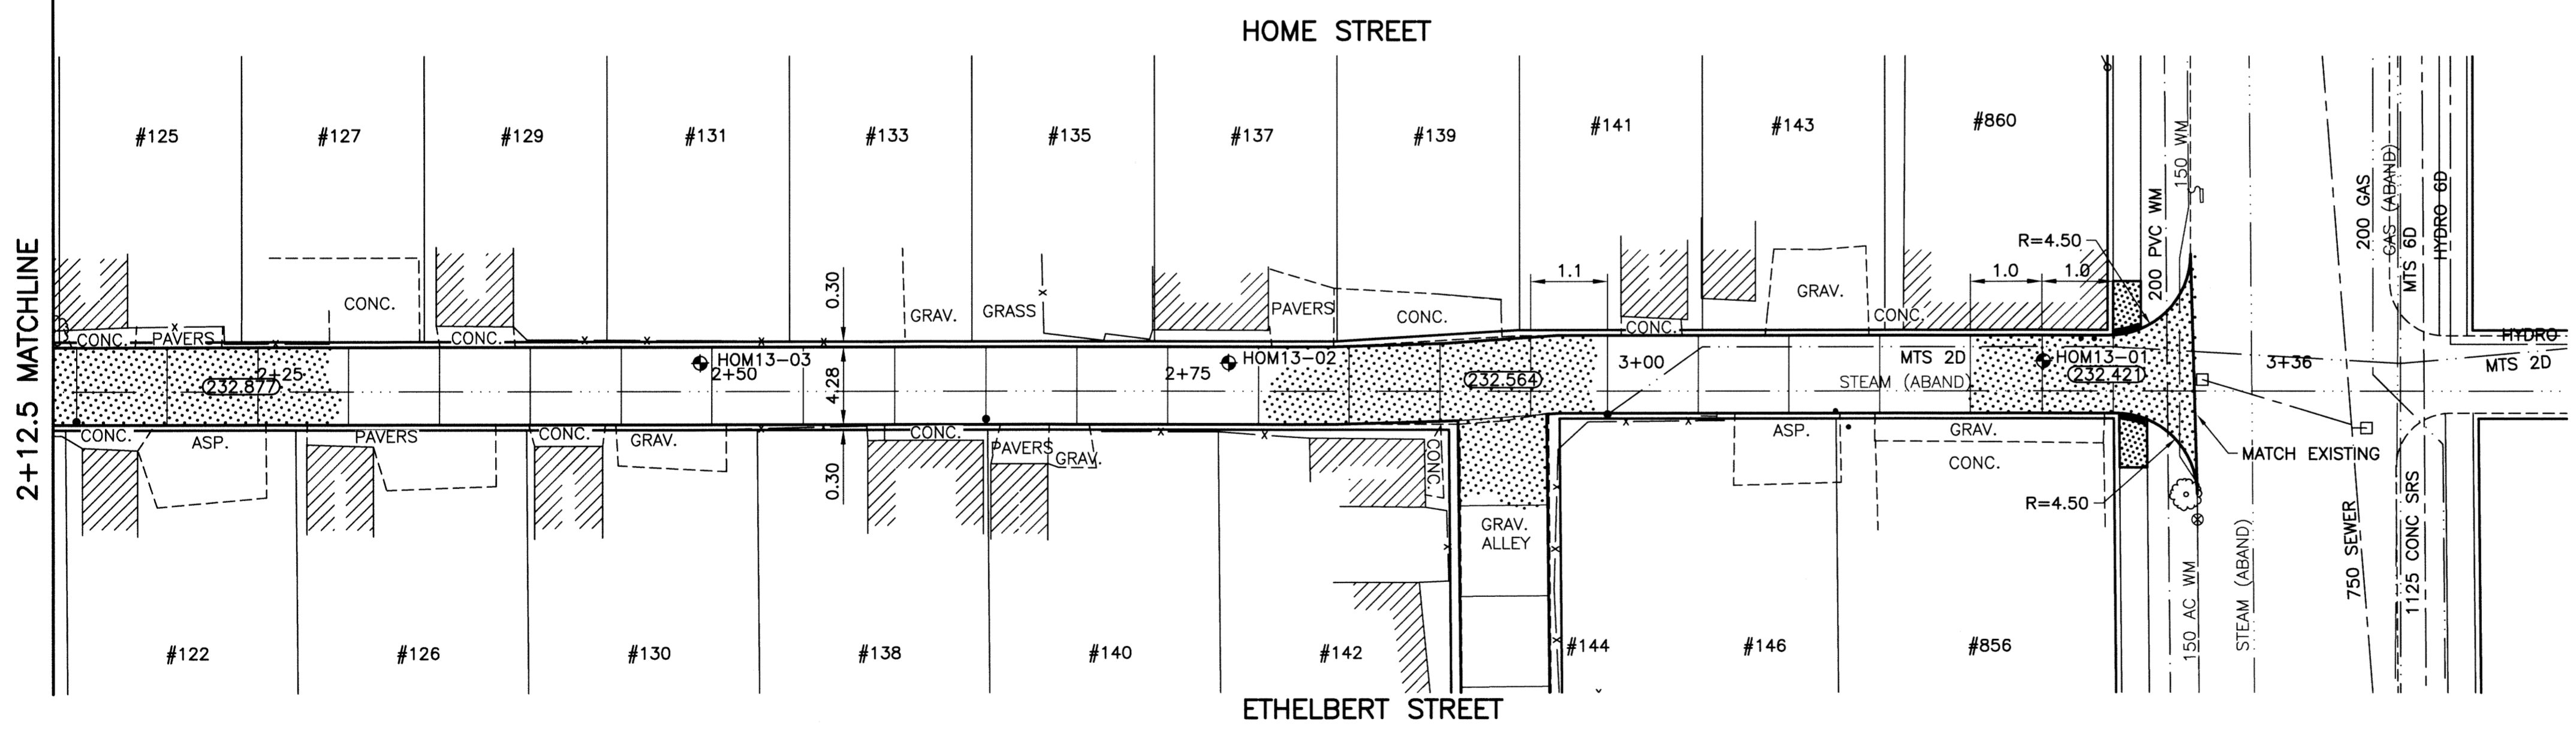 HOME STREET
2+12.5 MATCHLINE
#125
#127
#129
#131
#133
#135
#137
#139
#141
#143
#860
CONC.
PAVERS
CONC.
CONC.
0.30
GRAV.
GRASS
PAVERS
CONC.
1.1
CONC.
GRAV.
CONC.
1.0
1.0
R=4.50
200 PVC WM
150 WM
200 GAS
GAS (ABAND)
MTS 6D
HYDRO 6D
HYDRO
MTS 2D
232.877
2+25
HOM13-03
2+50
4.28
2+75
HOM13-02
232.564
3+00
MTS 2D
STEAM (ABAND)
HOM13-01
232.421
3+36
MATCH EXISTING
CONC.
ASP.
PAVERS
CONC.
GRAV.
0.30
CONC.
PAVERS
GRAV.
CONC.
GRAV.
ALLEY
ASP.
GRAV.
CONC.
R=4.50
150 AC WM
STEAM (ABAND)
750 SEWER
1125 CONC SRS
#122
#126
#130
#138
#140
#142
#144
#146
#856
ETHELBERT STREET